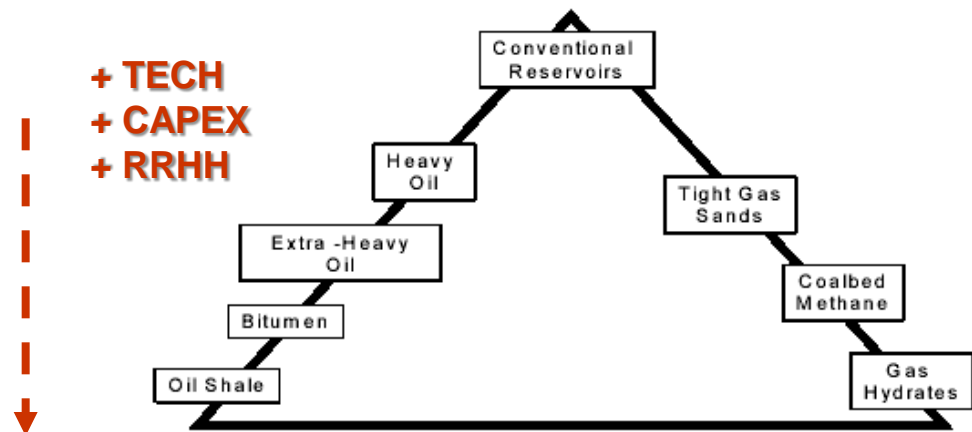 Conventional
Reservoirs
+ TECH
+ CAPEX
+ RRHH
Heavy
Oil
Tight Gas
Sands
Extra -Heavy
Oil
Coalbed
Methane
Bitumen
Oil Shale
Gas
Hydrates